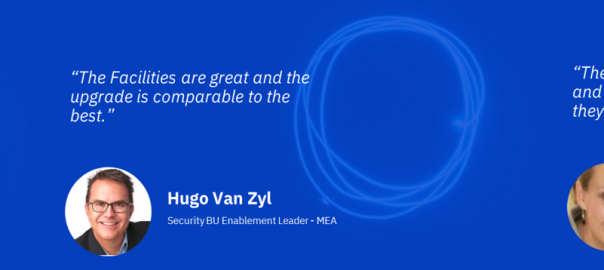 “The Facilities are great and the
upgrade is comparable to the
best.”
Hugo Van Zyl
Security BU Enablement Leader - MEA
“The
and
they